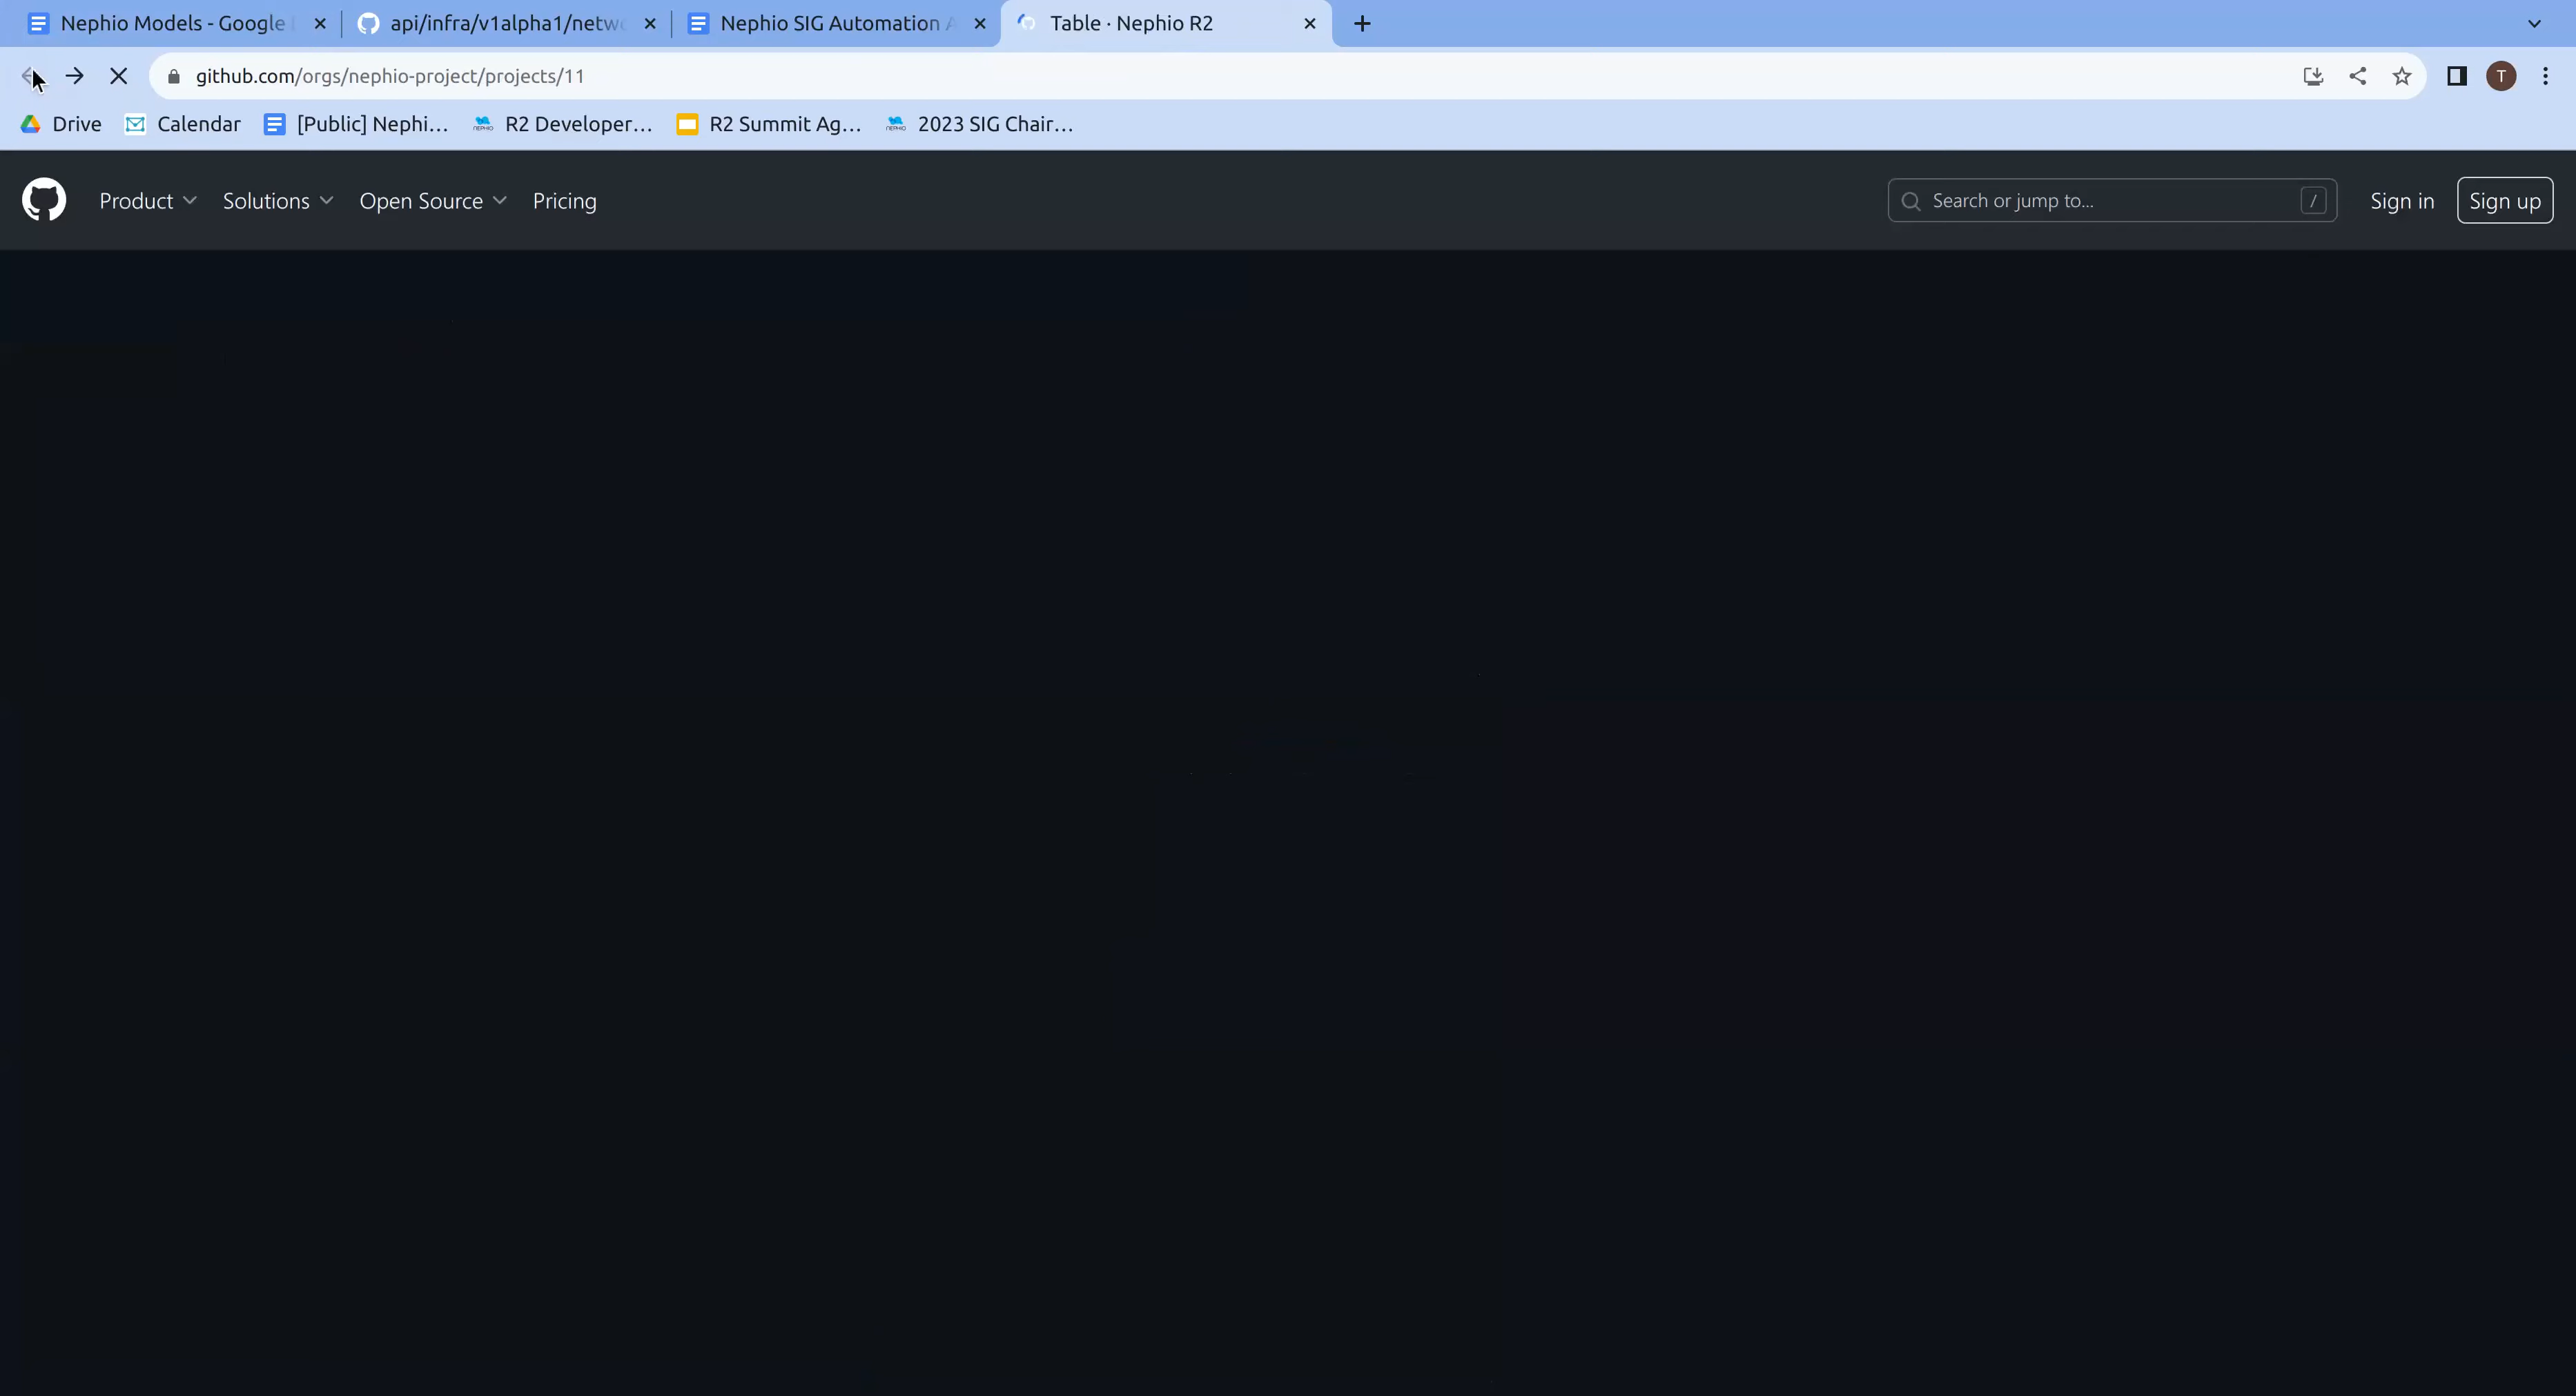 Nephio Models - Google
api/infra/v1alpha1/netwo
Nephio SIG Automation A
Table · Nephio R2
github.com/orgs/nephio-project/projects/11
T
Drive
Calendar
[Public] Nephi...
R2 Developer...
R2 Summit Ag...
2023 SIG Chair...
Product
Solutions
Open Source
Pricing
Search or jump to...
/
Sign in
Sign up